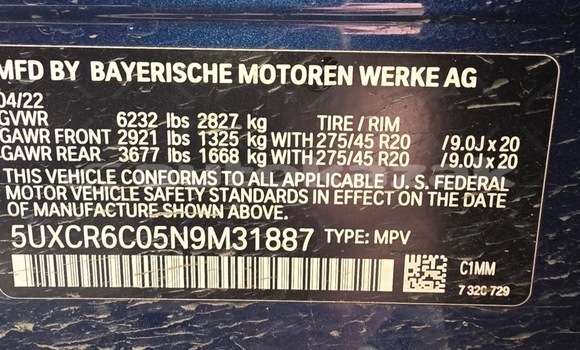 MFD BY BAYERISCHE MOTOREN WERKE AG
04/22
GVWR 6232 lbs 2827 kg TIRE / RIM
GAWR FRONT 2921 lbs 1325 kg WITH 275/45 R20 /9.0J x 20
GAWR REAR 3677 lbs 1668 kg WITH 275/45 R20 /9.0J x 20
THIS VEHICLE CONFORMS TO ALL APPLICABLE U. S. FEDERAL
MOTOR VEHICLE SAFETY STANDARDS IN EFFECT ON THE DATE
OF MANUFACTURE SHOWN ABOVE.
5UXCR6C05N9M31887 TYPE: MPV
C1MM
7 320 729